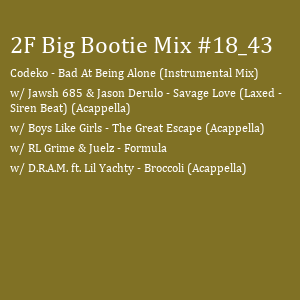 2F Big Bootie Mix #18_43
Codeko - Bad At Being Alone (Instrumental Mix)
w/ Jawsh 685 & Jason Derulo - Savage Love (Laxed -
Siren Beat) (Acappella)
w/ Boys Like Girls - The Great Escape (Acappella)
w/ RL Grime & Juelz - Formula
w/ D.R.A.M. ft. Lil Yachty - Broccoli (Acappella)